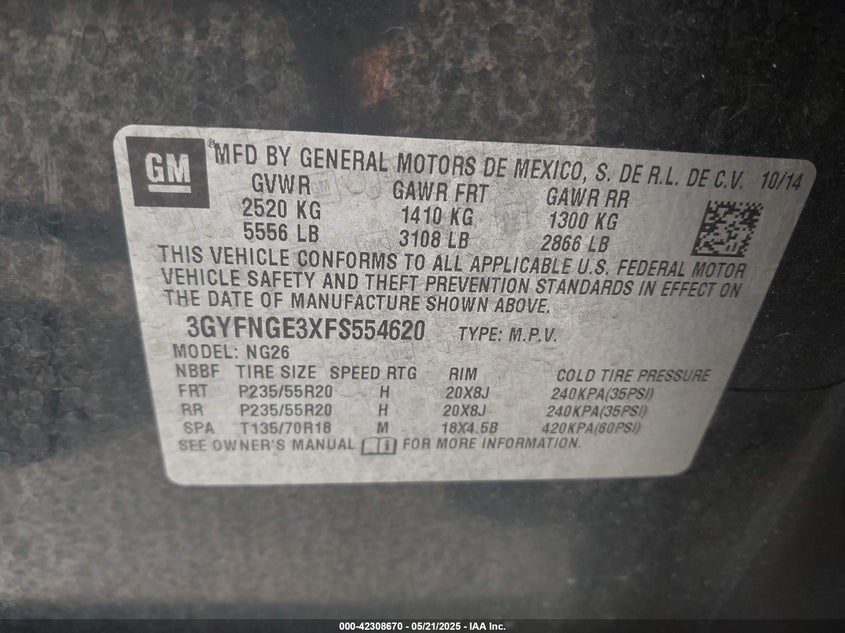 GM
® MFD BY GENERAL MOTORS DE MEXICO, S. DE R.L. DE C.V. 10/14
GVWR GAWR FRT GAWR RR
2520 KG 1410 KG 1300 KG
5556 LB 3108 LB 2866 LB
THIS VEHICLE CONFORMS TO ALL APPLICABLE U.S. FEDERAL MOTOR
VEHICLE SAFETY AND THEFT PREVENTION STANDARDS IN EFFECT ON
THE DATE OF MANUFACTURE SHOWN ABOVE.
3GYFNGE3XFS554620 TYPE: M.P.V.
MODEL: NG26
NBBF TIRE SIZE SPEED RTG RIM COLD TIRE PRESSURE
FRT P235/55R20 H 20X8J 240KPA(35PSI)
RR P235/55R20 H 20X8J 240KPA(35PSI)
SPA T135/70R18 M 18X4.5B 420KPA(60PSI)
SEE OWNER'S MANUAL FOR MORE INFORMATION.
000-42308670 - 05/21/2025 - IAA Inc.